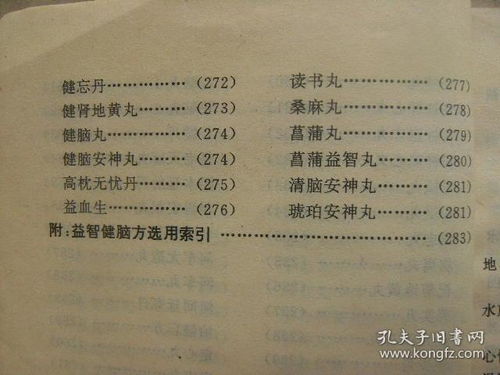 健忘丹……………(272)
健肾地黄丸…………(273)
健脑丸………………(274)
健脑安神丸…………(274)
高枕无忧丹…………(275)
益血生………………(276)
读书丸………………(277)
桑麻丸………………(278)
菖蒲丸………………(279)
菖蒲益智丸…………(280)
清脑安神丸…………(281)
琥珀安神丸…………(281)
附:益智健脑方选用索引……………………………(283)
地
水
心
孔夫子旧书网
www.kongfz.com